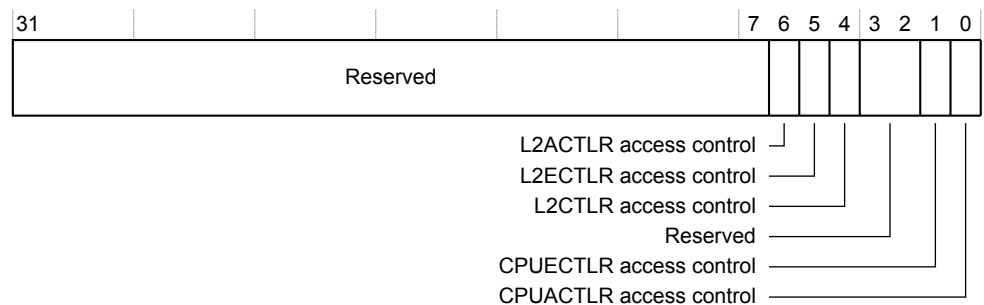 31 7 6 5 4 3 2 1 0
Reserved
L2ACTLR access control
L2ECTLR access control
L2CTLR access control
Reserved
CPUECTLR access control
CPUACTLR access control